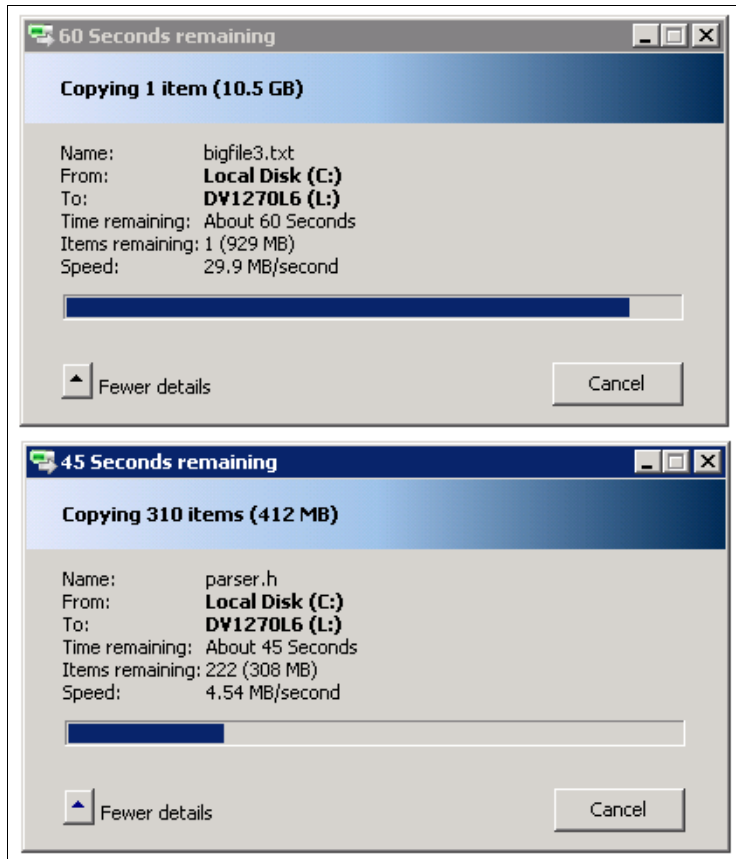 60 Seconds remaining
Copying 1 item (10.5 GB)
Name: bigfile3.txt
From: Local Disk (C:)
To: DV1270L6 (L:)
Time remaining: About 60 Seconds
Items remaining: 1 (929 MB)
Speed: 29.9 MB/second
Fewer details
Cancel
45 Seconds remaining
Copying 310 items (412 MB)
Name: parser.h
From: Local Disk (C:)
To: DV1270L6 (L:)
Time remaining: About 45 Seconds
Items remaining: 222 (308 MB)
Speed: 4.54 MB/second
Fewer details
Cancel